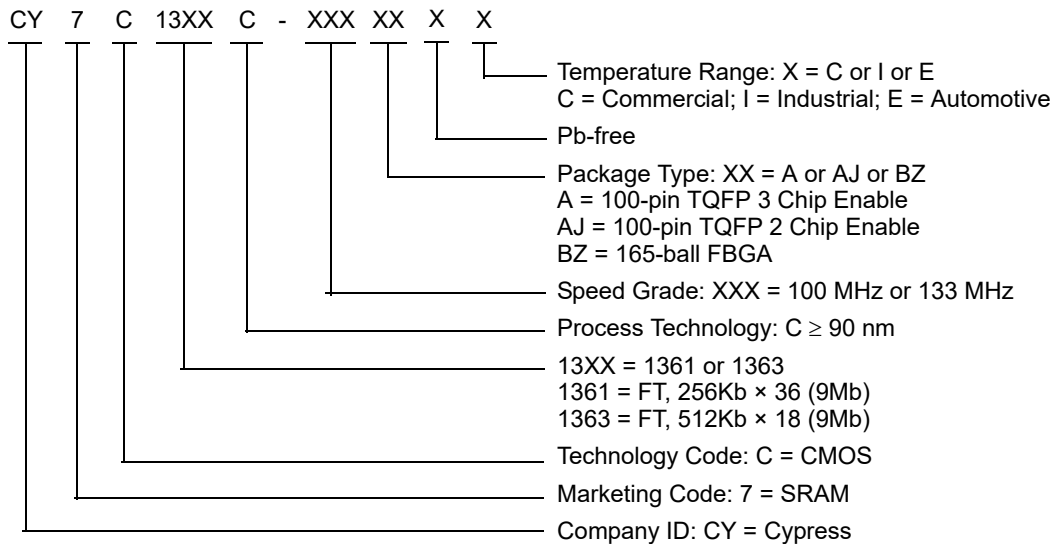 CY 7 C 13XX C - XXX XX X X
Temperature Range: X = C or I or E
C = Commercial; I = Industrial; E = Automotive
Pb-free
Package Type: XX = A or AJ or BZ
A = 100-pin TQFP 3 Chip Enable
AJ = 100-pin TQFP 2 Chip Enable
BZ = 165-ball FBGA
Speed Grade: XXX = 100 MHz or 133 MHz
Process Technology: C ≥ 90 nm
13XX = 1361 or 1363
1361 = FT, 256Kb × 36 (9Mb)
1363 = FT, 512Kb × 18 (9Mb)
Technology Code: C = CMOS
Marketing Code: 7 = SRAM
Company ID: CY = Cypress